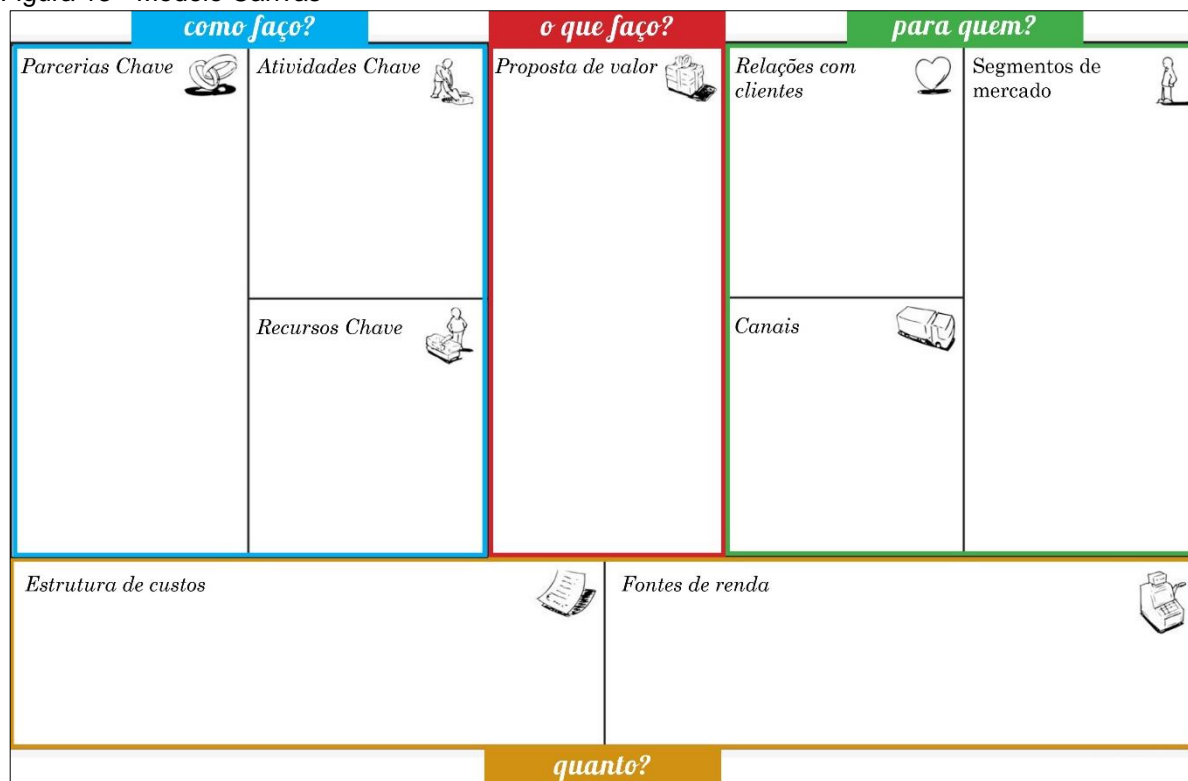 como faço?
o que faço?
para quem?
Parcerias Chave
Atividades Chave
Recursos Chave
Proposta de valor
Relações com
clientes
Canais
Segmentos de
mercado
Estrutura de custos
Fontes de renda
quanto?